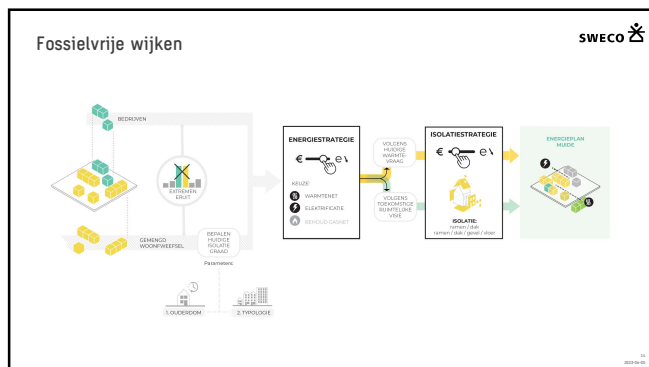 Fossielvrije wijken
SWECO
BEDRIJVEN
EXTREMEN
ERUIT
GEMENGD
WOONFWEEFSEL
BEPALEN
HUIDIGE
ISOLATIE
GRAAD:
Parameters:
1. OUDERDOM
2. TYPOLOGIE
ENERGIESTRATEGIE
€
e
KEUZE:
WARMTENET
ELEKTRIFICATIE
BEHOUD GASNET
VOLGENS
HUIDIGE
WARMTE-
VRAAG
VOLGENS
TOEKOMSTIGE
RUIMTELIJKE
VISIE
ISOLATIESTRATEGIE
€
e
ISOLATIE:
ramen / dak
ramen / dak / gevel / vloer
ENERGIEPLAN
MUIDE